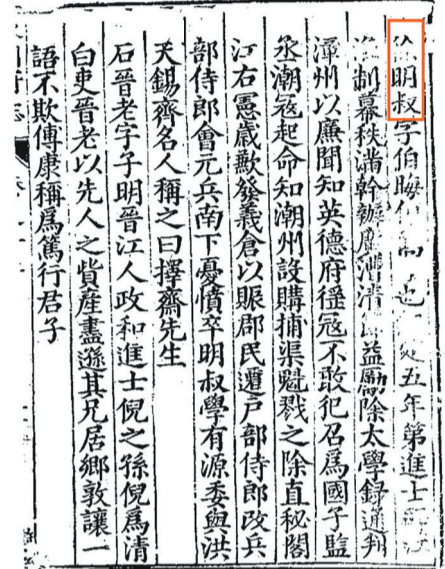 明叔字伯晦
五年第進士
制幕秩滿幹辦
益勵除太學錄通判
漳州以廉聞知英德府徭寇不敢犯召爲國子監
丞潮寇起命知潮州設購捕渠魁戮之除直秘閣
江右憲歲歉發義倉以賑郡民遷戶部侍郎改兵
部侍郎會元兵南下憂憤卒明叔學有源委與洪
天錫齊名人稱之曰擇齋先生
石晉老字子明晉江人政和進士倪之孫倪爲清
白吏晉老以先人之貲產盡遜其兄居鄉敦讓一
語不欺傅康稱爲篤行君子